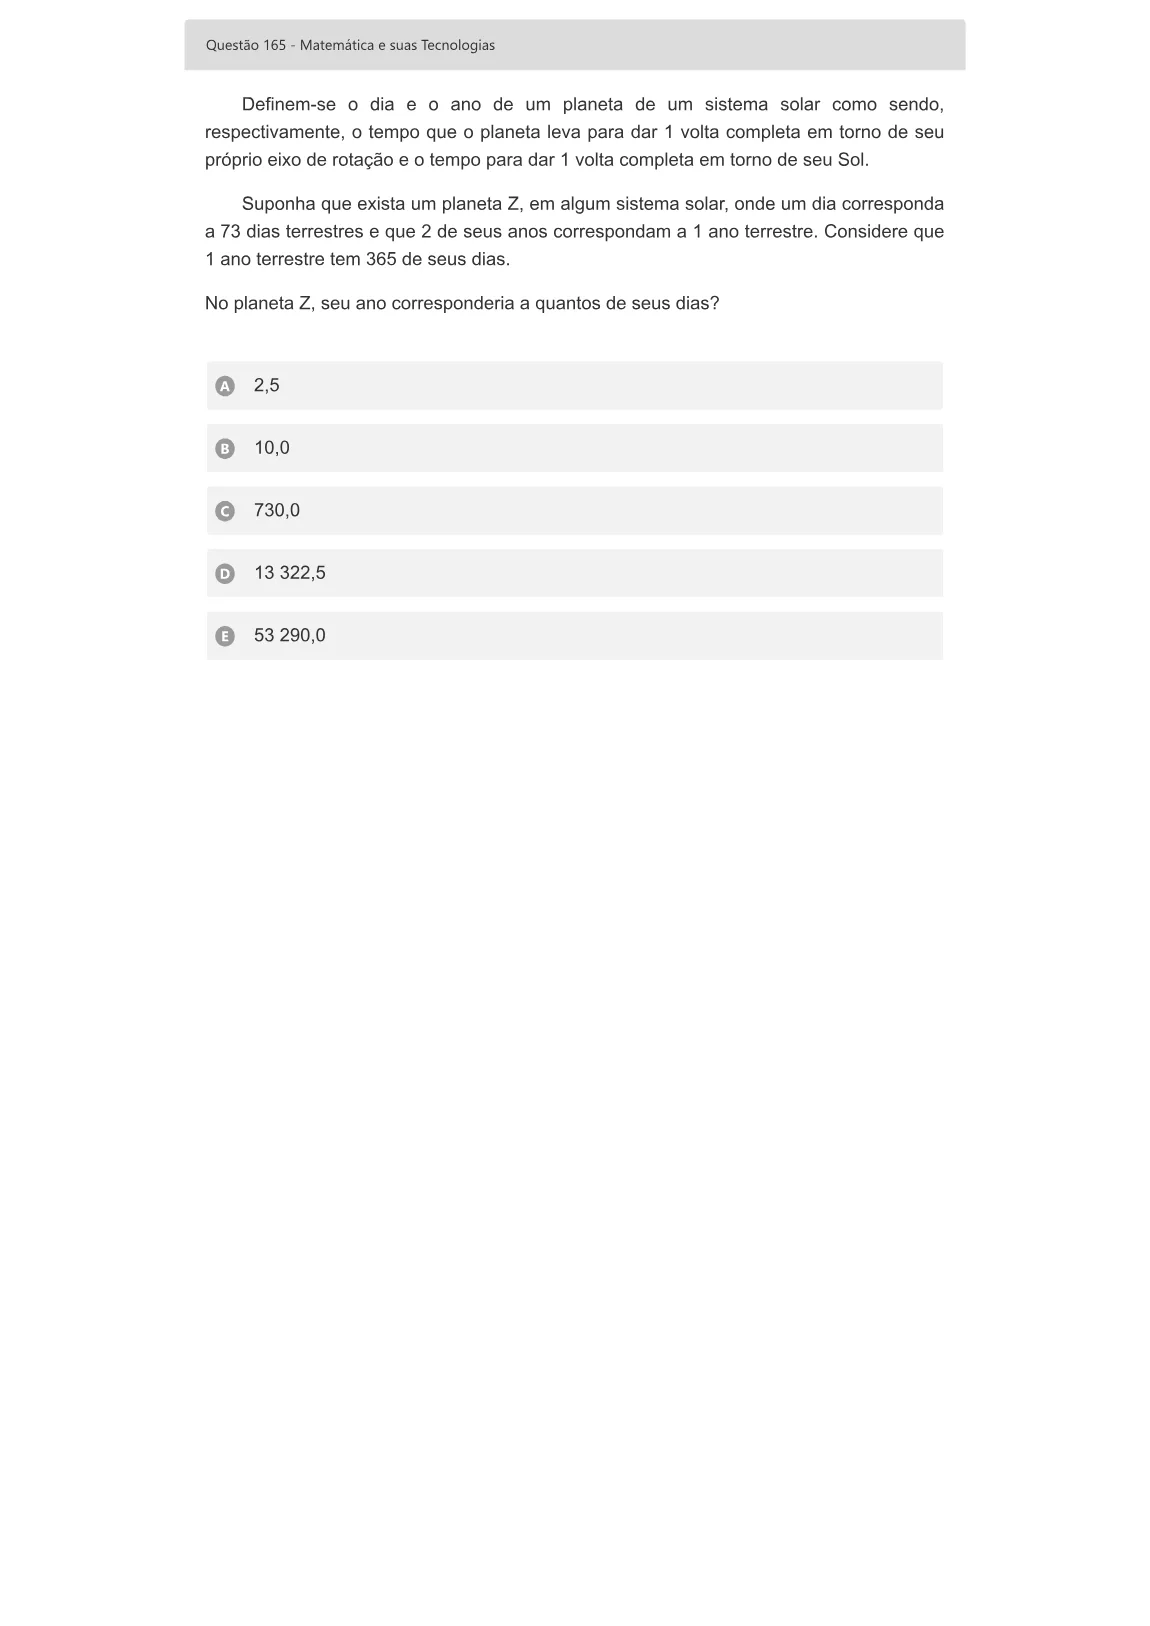 Questão 165 - Matemática e suas Tecnologias
Definem-se o dia e o ano de um planeta de um sistema solar como sendo,
respectivamente, o tempo que o planeta leva para dar 1 volta completa em torno de seu
próprio eixo de rotação e o tempo para dar 1 volta completa em torno de seu Sol.
Suponha que exista um planeta Z, em algum sistema solar, onde um dia corresponda
a 73 dias terrestres e que 2 de seus anos correspondam a 1 ano terrestre. Considere que
1 ano terrestre tem 365 de seus dias.
No planeta Z, seu ano corresponderia a quantos de seus dias?
A 2,5
B 10,0
C 730,0
D 13 322,5
E 53 290,0